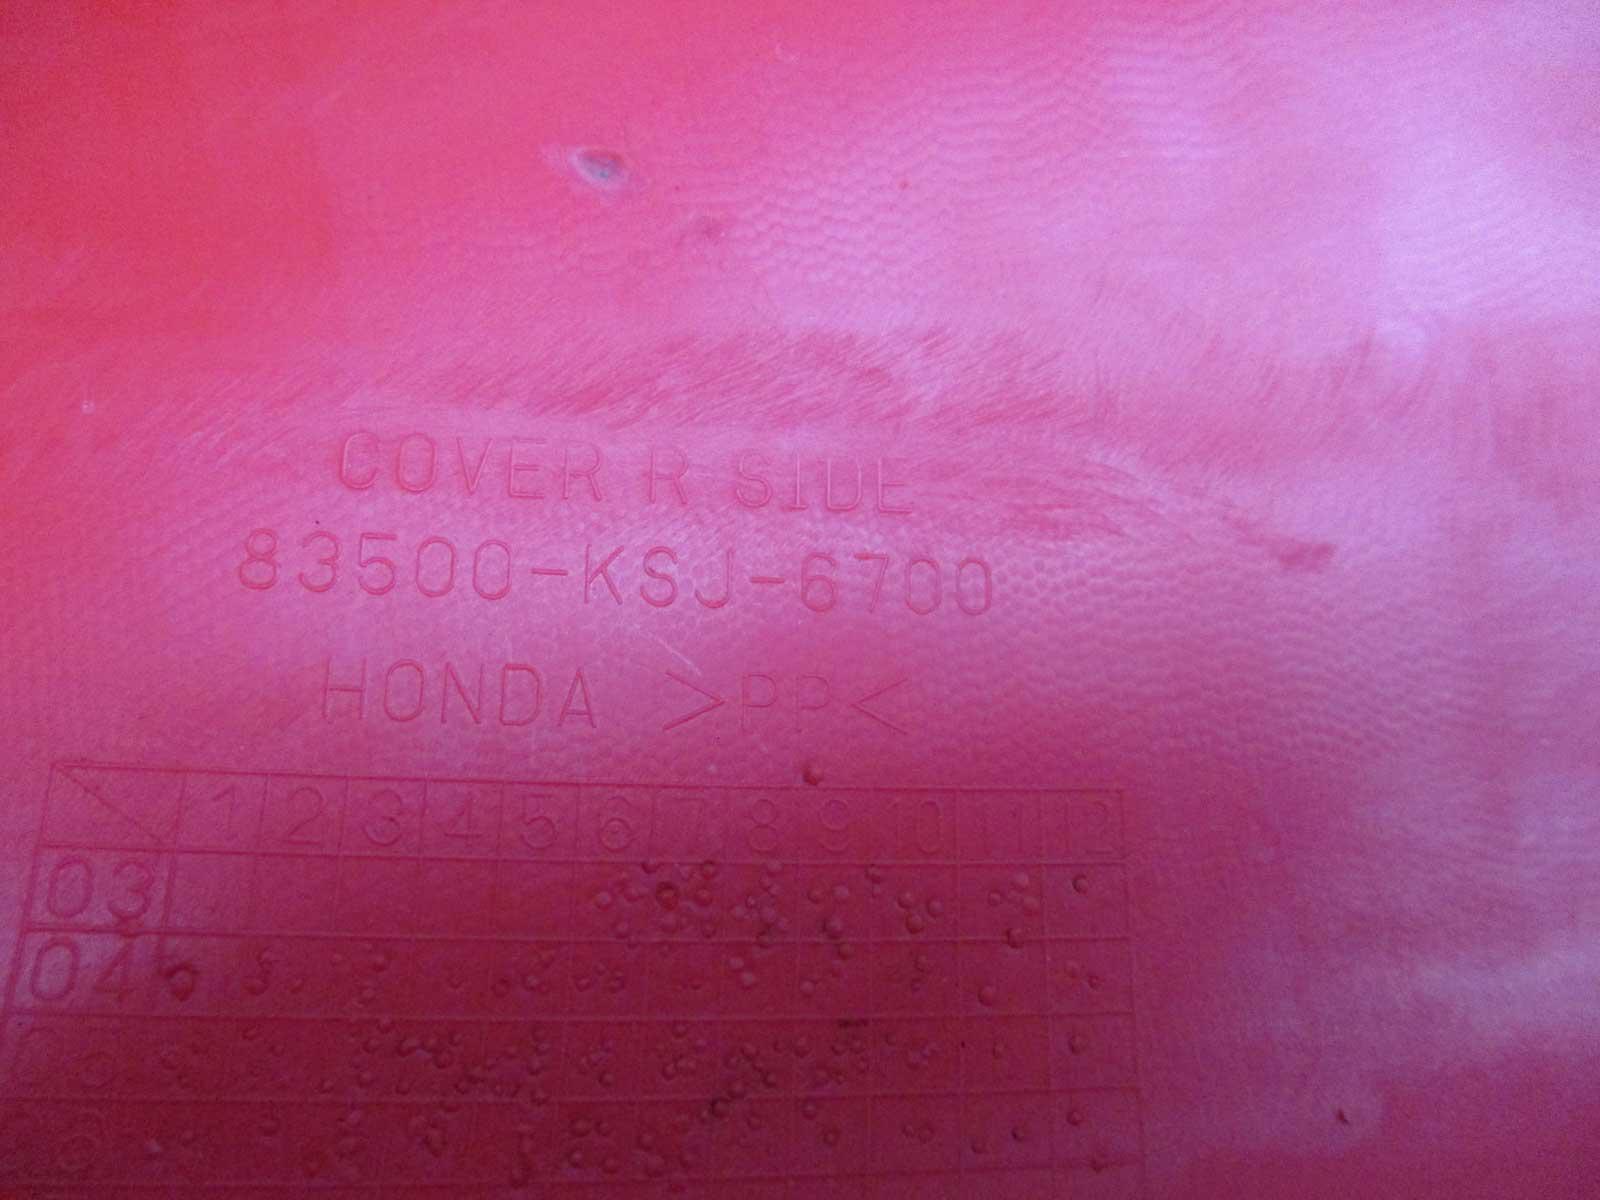 COVER R SIDE
83500-KSJ-6700
HONDA >PP<
1 2 3 4 5 6 7 8 9 10 11 12
03
04